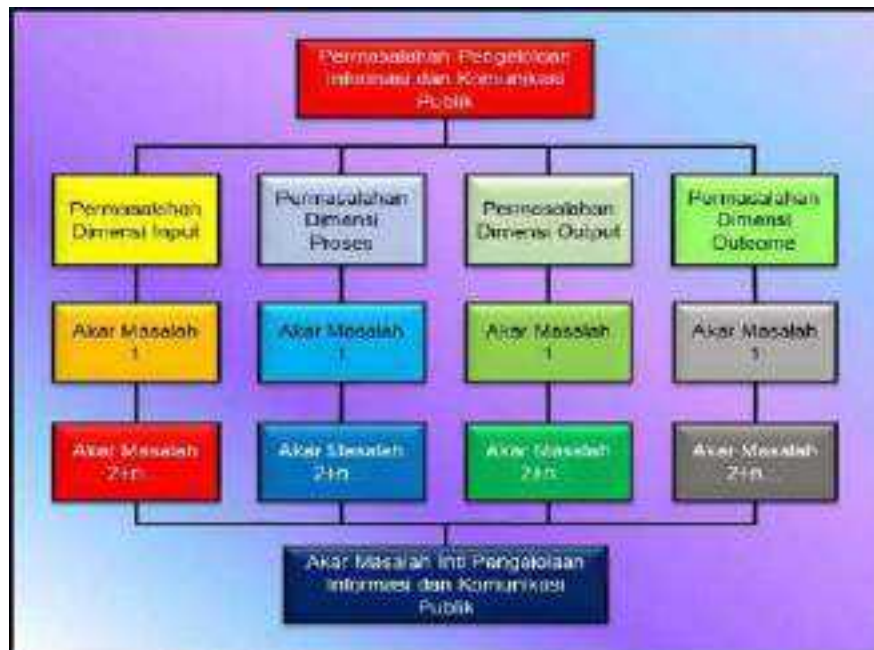 Permasalahan Pengelolaan
Informasi dan Komunikasi
Publik
Permasalahan
Dimensi Input
Permasalahan
Dimensi
Proses
Permasalahan
Dimensi Output
Permasalahan
Dimensi
Outcome
Akar Masalah
1
Akar Masalah
1
Akar Masalah
1
Akar Masalah
1
Akar Masalah
2+n...
Akar Masalah
2+n...
Akar Masalah
2+n...
Akar Masalah
2+n...
Akar Masalah Inti Pengelolaan
Informasi dan Komunikasi
Publik